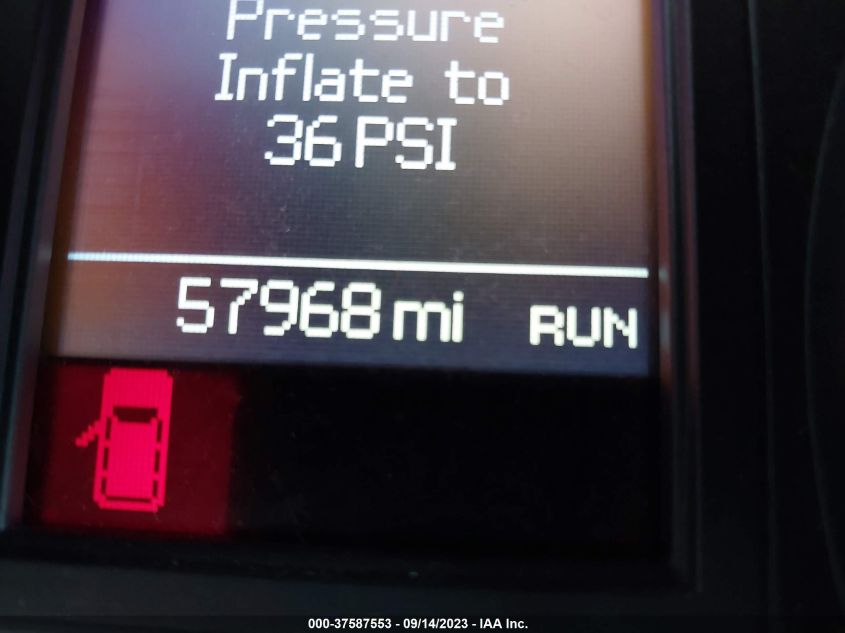 Pressure
Inflate to
36 PSI
57968 mi RUN
000-37587553 - 09/14/2023 - IAA Inc.